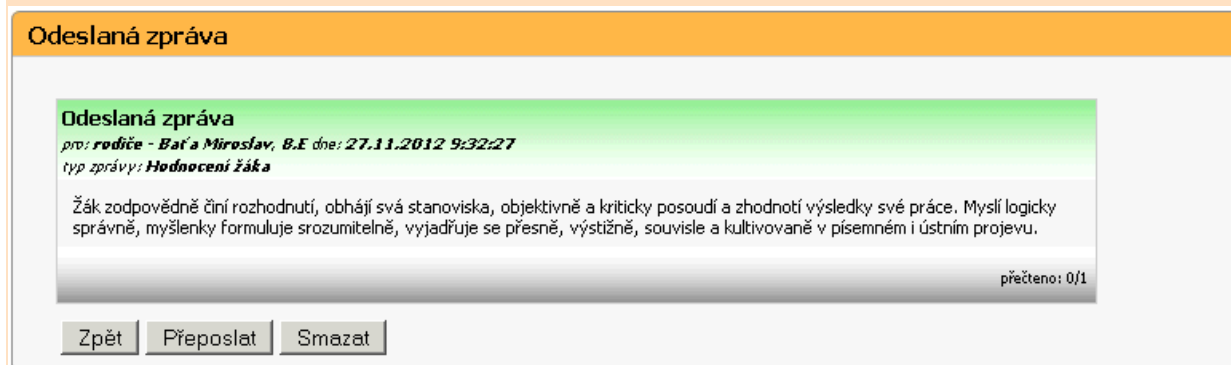 Odeslaná zpráva
Odeslaná zpráva
pro: rodiče - Baťa Miroslav, 8.E dne: 27.11.2012 9:32:27
typ zprávy: Hodnocení žáka
Žák zodpovědně činí rozhodnutí, obhájí svá stanoviska, objektivně a kriticky posoudí a zhodnotí výsledky své práce. Myslí logicky
správně, myšlenky formuluje srozumitelně, vyjadřuje se přesně, výstižně, souvisle a kultivovaně v písemném i ústním projevu.
přečteno: 0/1
Zpět Přeposlat Smazat